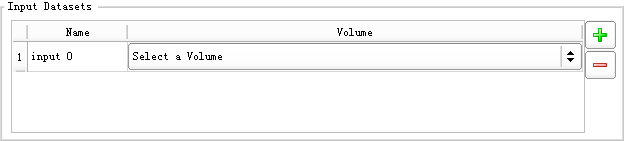 Input Datasets
Name Volume
1 input 0 Select a Volume